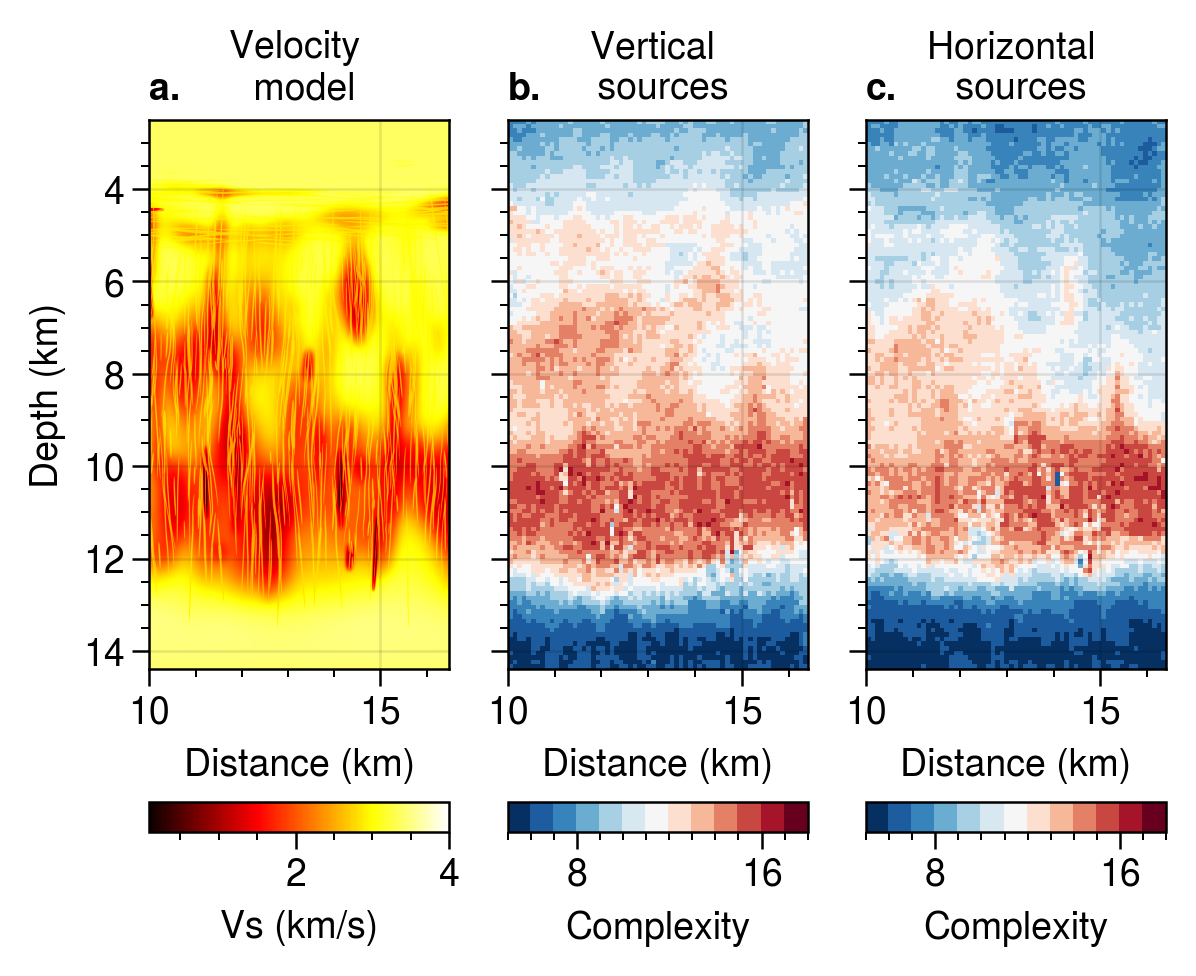 Velocity model
Vertical sources
Horizontal sources
a.
b.
c.
Depth (km)
4
6
8
10
12
14
10
15
10
15
10
15
Distance (km)
Distance (km)
Distance (km)
2
4
8
16
8
16
Vs (km/s)
Complexity
Complexity